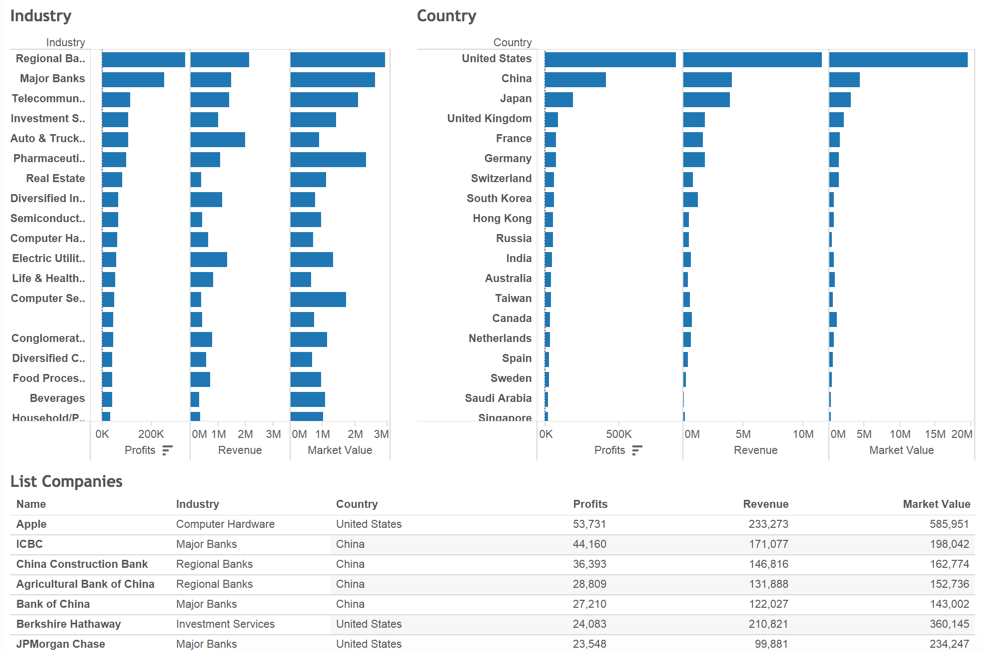 Industry
Industry
Regional Ba..
Major Banks
Telecommun..
Investment S..
Auto & Truck..
Pharmaceuti..
Real Estate
Diversified In..
Semiconduct..
Computer Ha..
Electric Utilit..
Life & Health..
Computer Se..
Conglomerat..
Diversified C..
Food Proces..
Beverages
Household/P..
0K 200K 0M 1M 2M 3M 0M 1M 2M 3M
Profits Revenue Market Value
Country
Country
United States
China
Japan
United Kingdom
France
Germany
Switzerland
South Korea
Hong Kong
Russia
India
Australia
Taiwan
Canada
Netherlands
Spain
Sweden
Saudi Arabia
Singapore
0K 500K 0M 5M 10M 0M 5M 10M 15M 20M
Profits Revenue Market Value
List Companies
Name Industry Country Profits Revenue Market Value
Apple Computer Hardware United States 53,731 233,273 585,951
ICBC Major Banks China 44,160 171,077 198,042
China Construction Bank Regional Banks China 36,393 146,816 162,774
Agricultural Bank of China Regional Banks China 28,809 131,888 152,736
Bank of China Major Banks China 27,210 122,027 143,002
Berkshire Hathaway Investment Services United States 24,083 210,821 360,145
JPMorgan Chase Major Banks United States 23,548 99,881 234,247